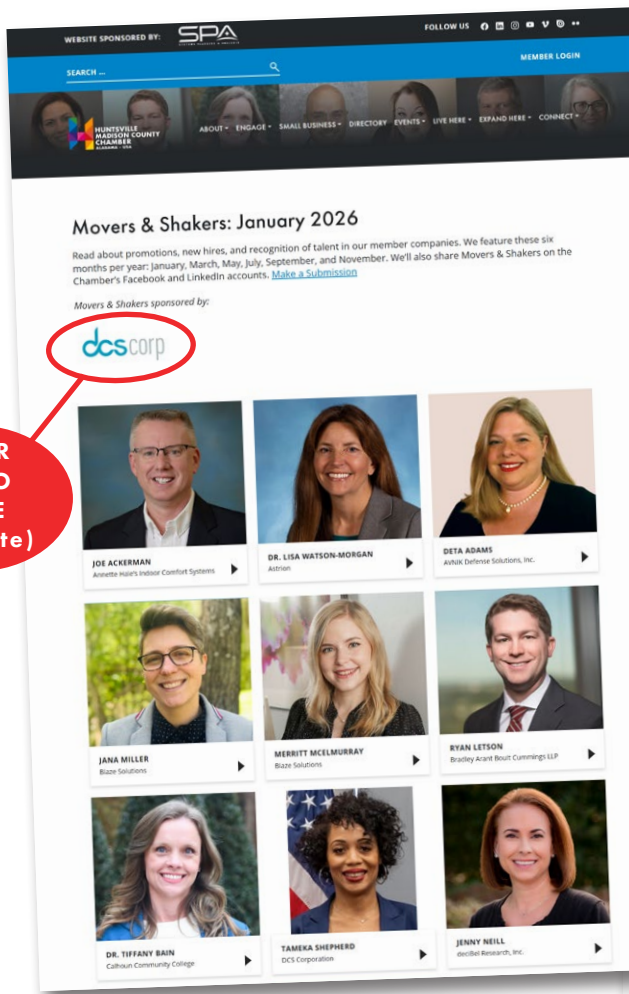 WEBSITE SPONSORED BY:
SPA
FOLLOW US
SEARCH ...
MEMBER LOGIN
HUNTSVILLE
MADISON COUNTY
CHAMBER
ALABAMA - USA
ABOUT ENGAGE SMALL BUSINESS DIRECTORY EVENTS LIVE HERE EXPAND HERE CONNECT
Movers & Shakers: January 2026
Read about promotions, new hires, and recognition of talent in our member companies. We feature these six
months per year: January, March, May, July, September, and November. We'll also share Movers & Shakers on the
Chamber's Facebook and LinkedIn accounts. Make a Submission
Movers & Shakers sponsored by:
dcscorp
R
O
E
te)
JOE ACKERMAN
Annette Hair's Indoor Comfort Systems
DR. LISA WATSON-MORGAN
Astrion
DETA ADAMS
AVNIK Defense Solutions, Inc.
JANA MILLER
Blaze Solutions
MERRITT MCELMURRAY
Blaze Solutions
RYAN LETSON
Bradley Arant Boult Cummings LLP
DR. TIFFANY BAIN
Calhoun Community College
TAMEKA SHEPHERD
DCS Corporation
JENNY NEILL
deciBel Research, Inc.